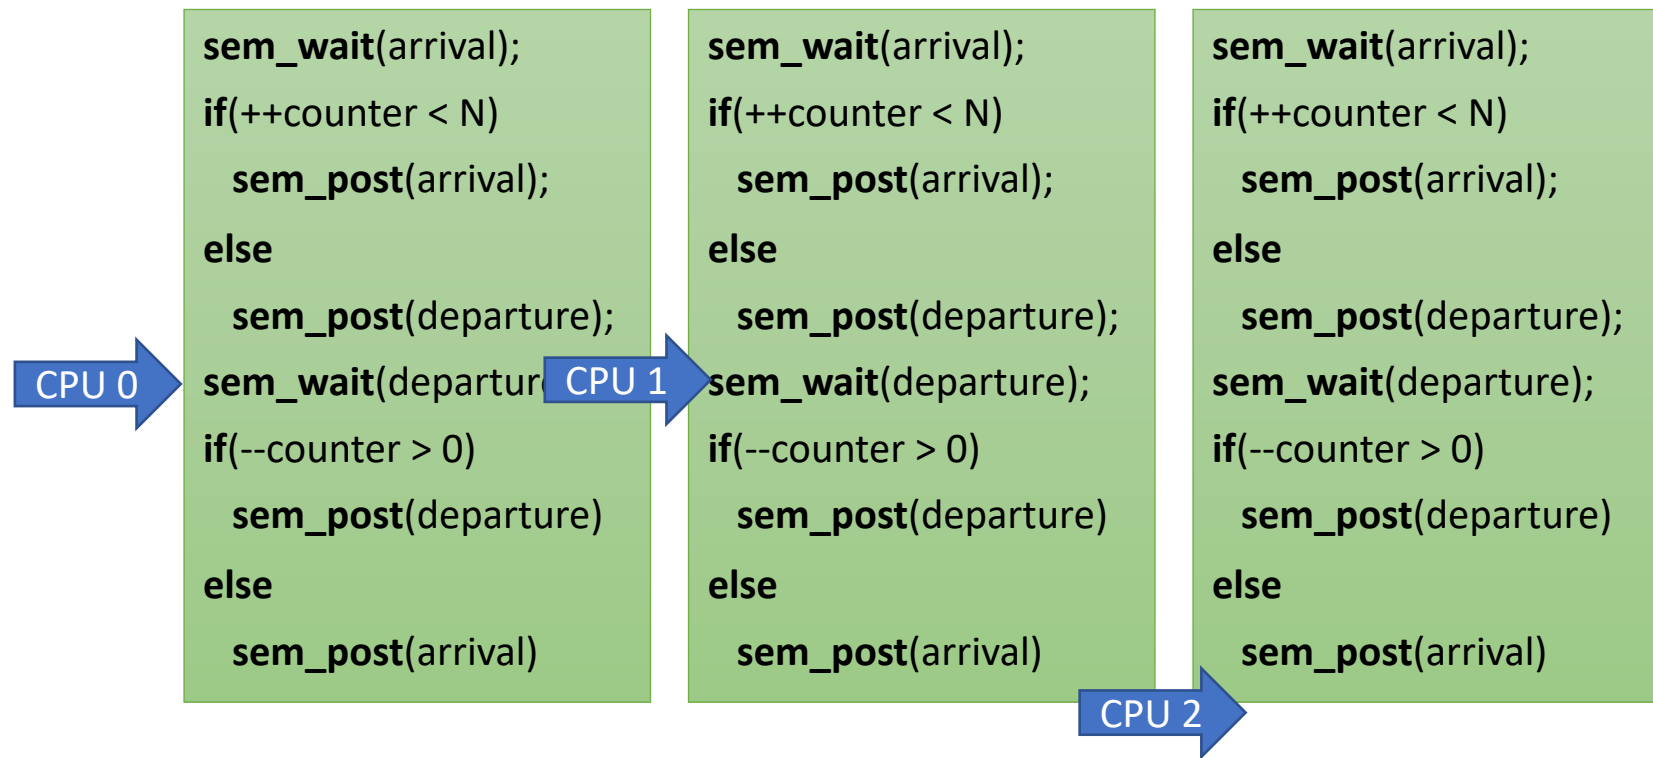 sem_wait(arrival);
if(++counter < N)
sem_post(arrival);
else
sem_post(departure);
sem_wait(departur
if(--counter > 0)
sem_post(departure)
else
sem_post(arrival)
CPU 0
sem_wait(arrival);
if(++counter < N)
sem_post(arrival);
else
sem_post(departure);
sem_wait(departure);
if(--counter > 0)
sem_post(departure)
else
sem_post(arrival)
CPU 1
sem_wait(arrival);
if(++counter < N)
sem_post(arrival);
else
sem_post(departure);
sem_wait(departure);
if(--counter > 0)
sem_post(departure)
else
sem_post(arrival)
CPU 2